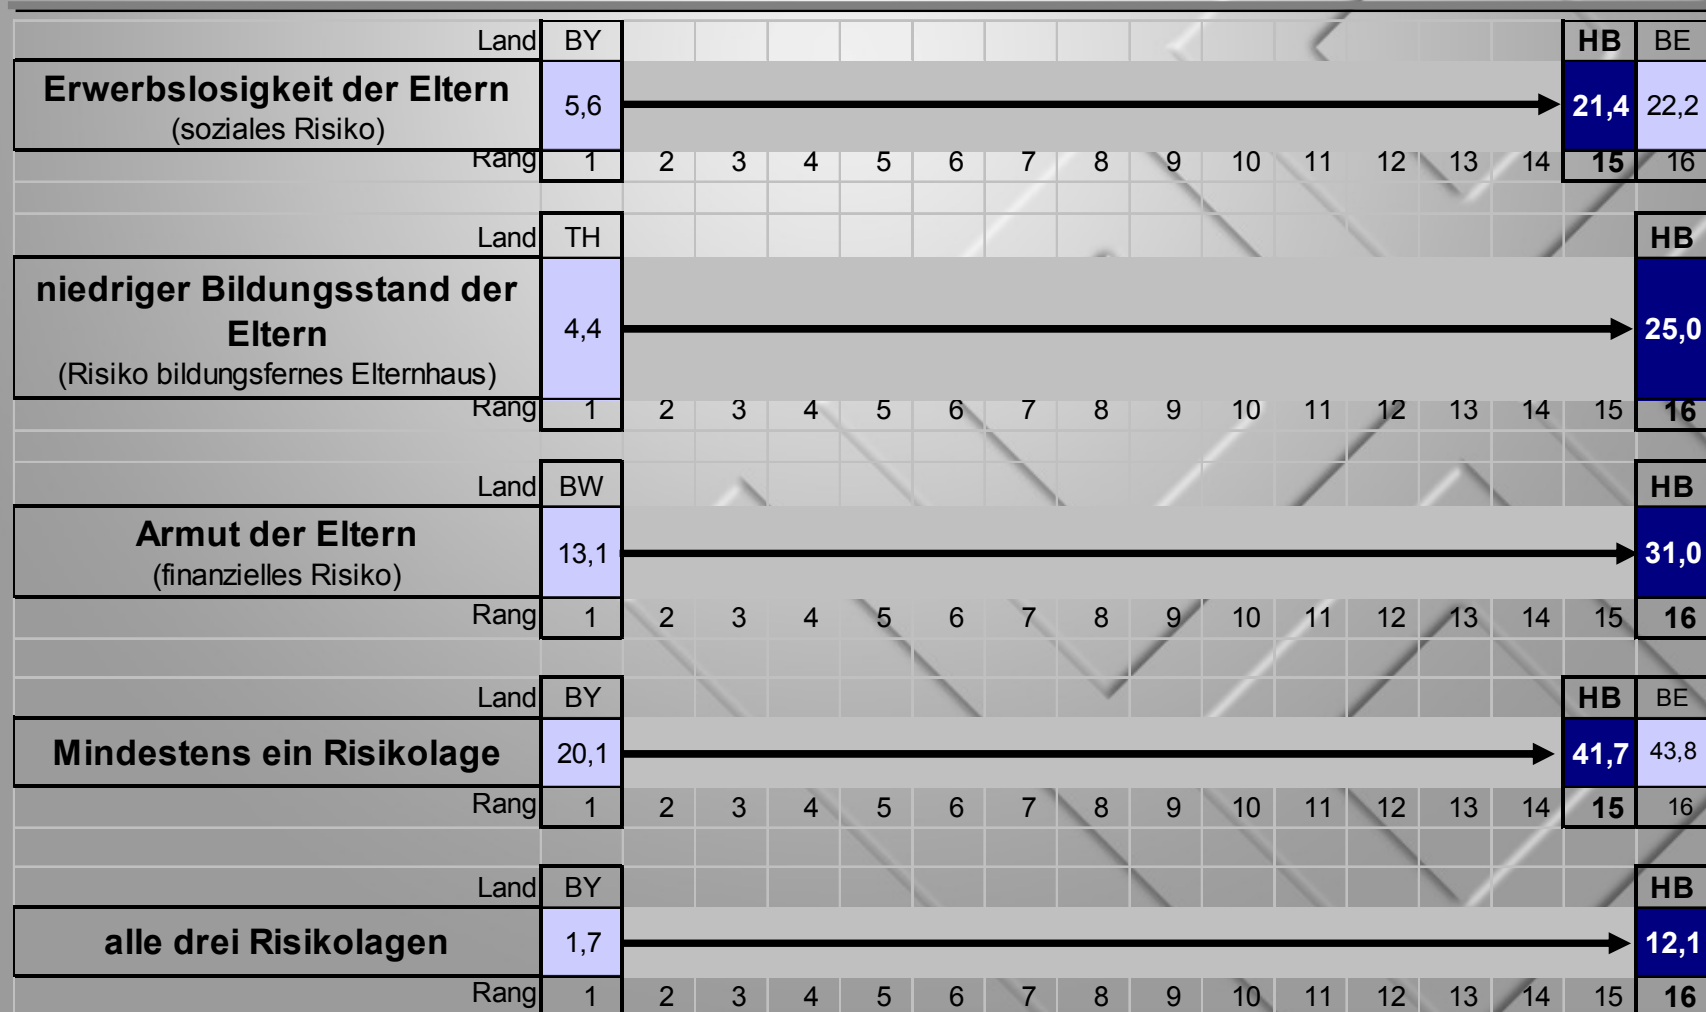 Land BY HB BE
Erwerbslosigkeit der Eltern
(soziales Risiko)
5,6 21,4 22,2
Rang 1 2 3 4 5 6 7 8 9 10 11 12 13 14 15 16
Land TH HB
niedriger Bildungsstand der
Eltern
(Risiko bildungsfernes Elternhaus)
4,4 25,0
Rang 1 2 3 4 5 6 7 8 9 10 11 12 13 14 15 16
Land BW HB
Armut der Eltern
(finanzielles Risiko)
13,1 31,0
Rang 1 2 3 4 5 6 7 8 9 10 11 12 13 14 15 16
Land BY HB BE
Mindestens ein Risikolage 20,1 41,7 43,8
Rang 1 2 3 4 5 6 7 8 9 10 11 12 13 14 15 16
Land BY HB
alle drei Risikolagen 1,7 12,1
Rang 1 2 3 4 5 6 7 8 9 10 11 12 13 14 15 16